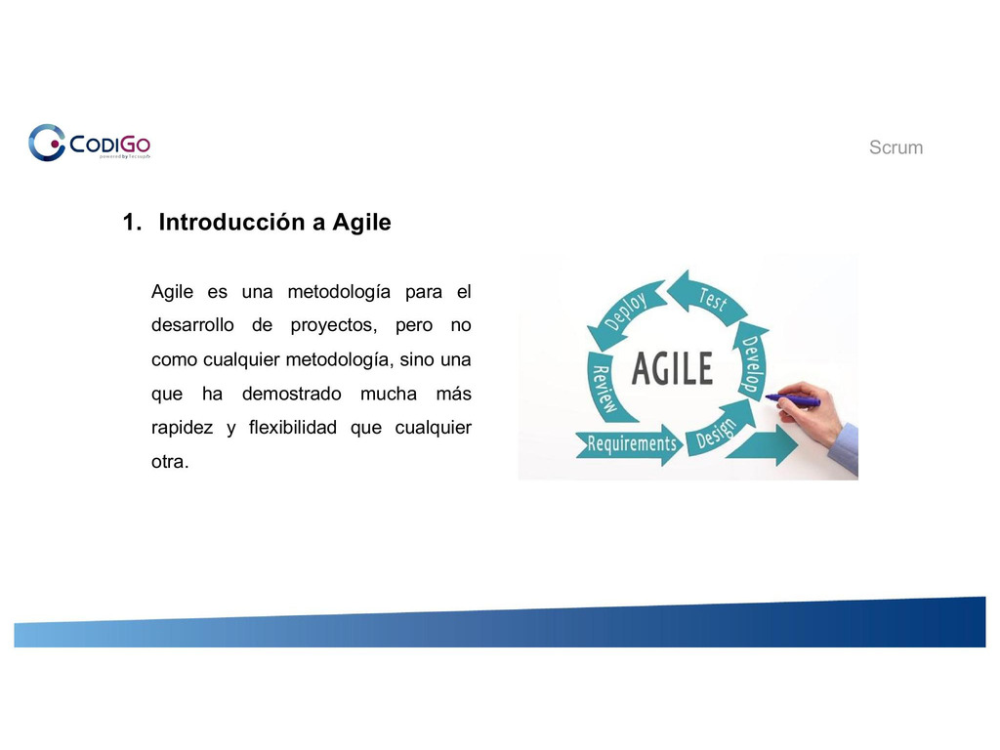 CODIGO
powered by Tecsup
Scrum
1. Introducción a Agile
Agile es una metodología para el
desarrollo de proyectos, pero no
como cualquier metodología, sino una
que ha demostrado mucha más
rapidez y flexibilidad que cualquier
otra.
AGILE
Requirements
Design
Develop
Test
Deploy
Review